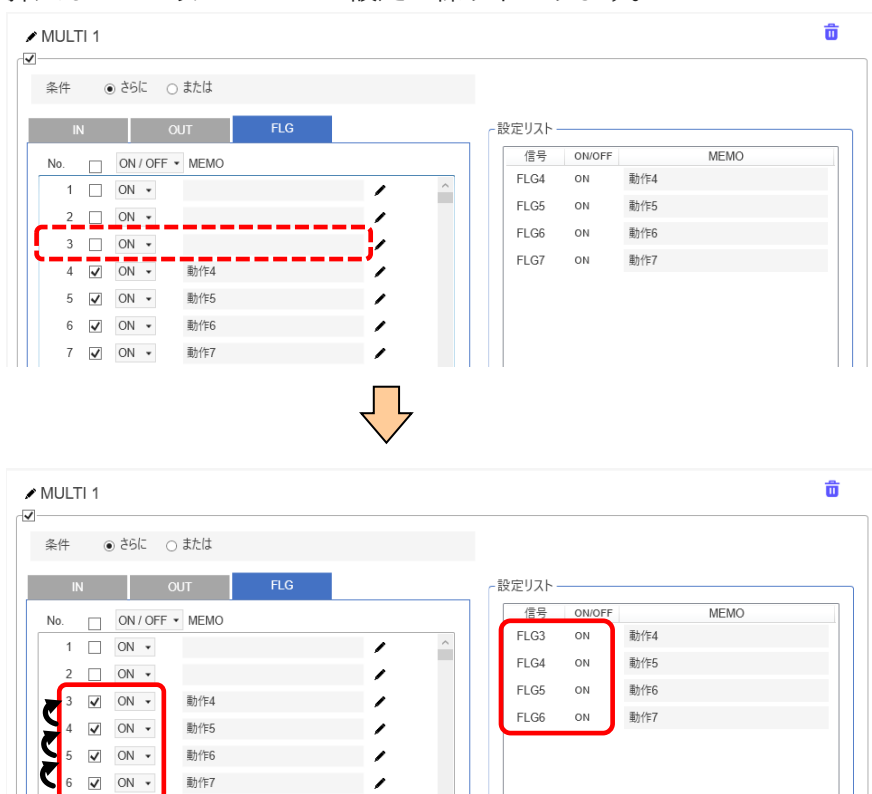 MULTI 1
条件 さらに または
IN OUT FLG
設定リスト
No. ON / OFF MEMO
信号 ON/OFF MEMO
1 ON
2 ON
3 ON
4 ON 動作4
5 ON 動作5
6 ON 動作6
7 ON 動作7
FLG4 ON 動作4
FLG5 ON 動作5
FLG6 ON 動作6
FLG7 ON 動作7
MULTI 1
条件 さらに または
IN OUT FLG
設定リスト
No. ON / OFF MEMO
信号 ON/OFF MEMO
1 ON
2 ON
3 ON 動作4
4 ON 動作5
5 ON 動作6
6 ON 動作7
FLG3 ON 動作4
FLG4 ON 動作5
FLG5 ON 動作6
FLG6 ON 動作7